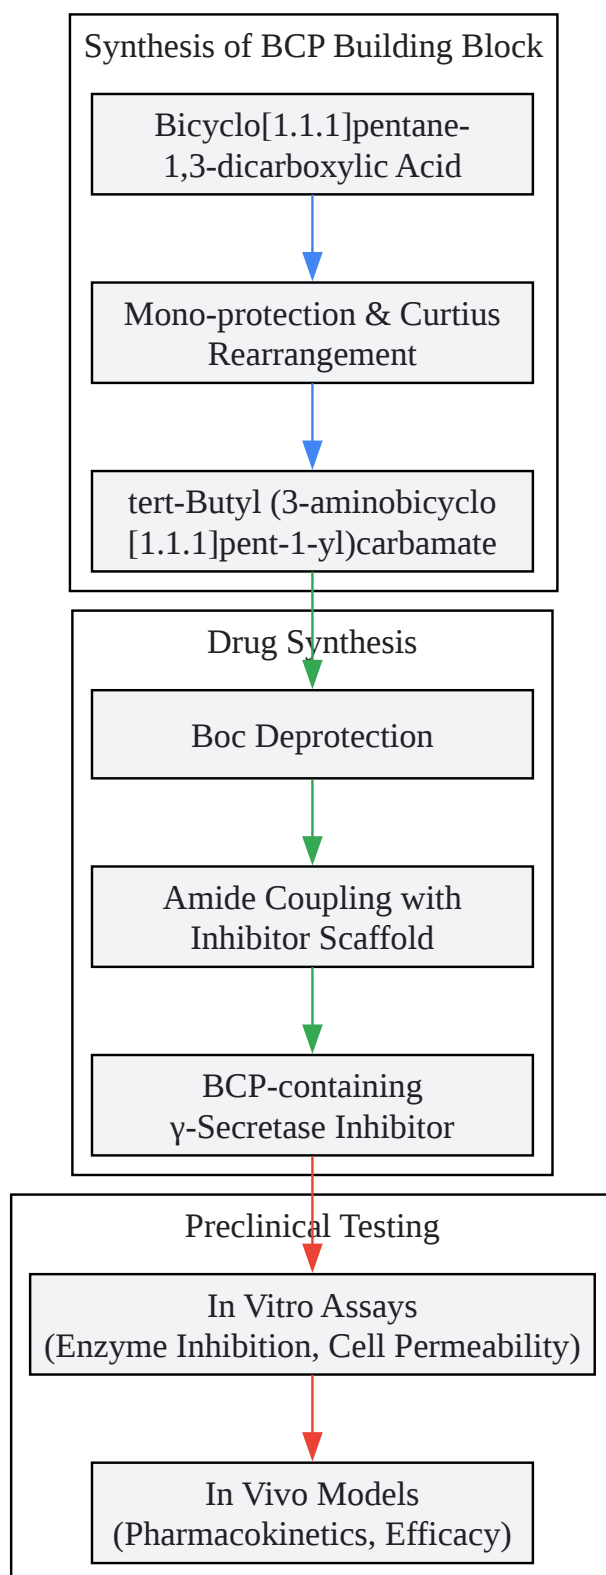 Synthesis of BCP Building Block
Bicyclo[1.1.1]pentane-
1,3-dicarboxylic Acid
Mono-protection & Curtius
Rearrangement
tert-Butyl (3-aminobicyclo
[1.1.1]pent-1-yl)carbamate
Drug Synthesis
Boc Deprotection
Amide Coupling with
Inhibitor Scaffold
BCP-containing
γ-Secretase Inhibitor
Preclinical Testing
In Vitro Assays
(Enzyme Inhibition, Cell Permeability)
In Vivo Models
(Pharmacokinetics, Efficacy)